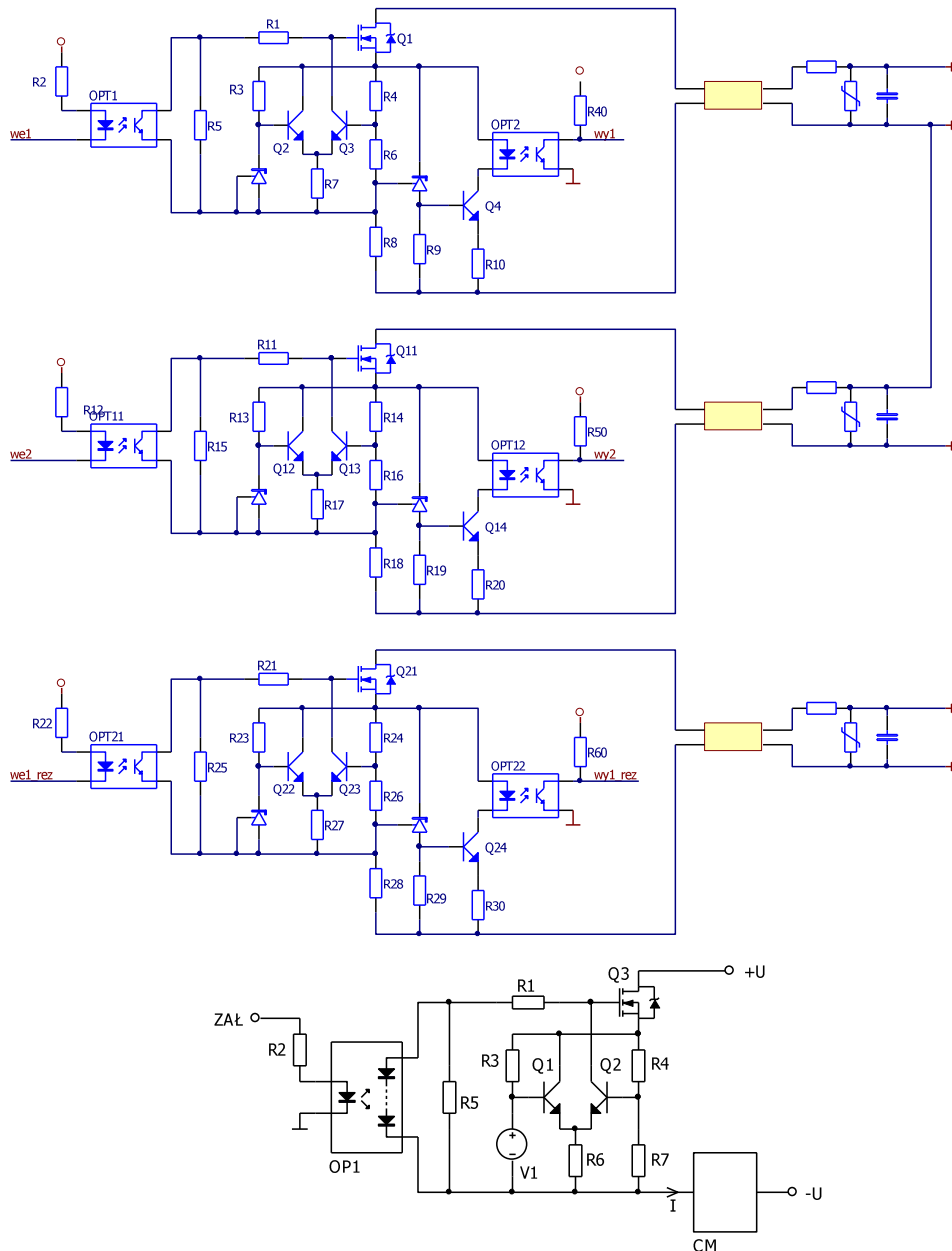 R1
Q1
R2
OPT1
R3
R4
R40
OPT2
we1
R5
Q2
Q3
R6
wy1
R7
Q4
R8
R9
R10
R11
Q11
R12
OPT11
R13
R14
R50
OPT12
we2
R15
Q12
Q13
R16
wy2
R17
Q14
R18
R19
R20
R21
Q21
R22
OPT21
R23
R24
R60
OPT22
we1_rez
R25
Q22
Q23
R26
wy1_rez
R27
Q24
R28
R29
R30
Q3
+U
R1
ZAŁ
R2
R3
Q1
Q2
R4
R5
+
-
V1
R6
R7
OP1
I
-U
CM